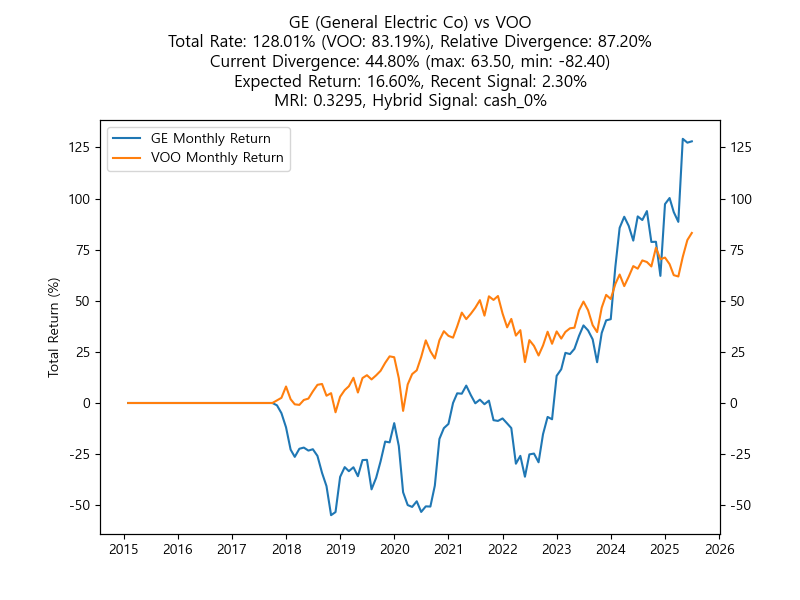 GE (General Electric Co) vs VOO
Total Rate: 128.01% (VOO: 83.19%), Relative Divergence: 87.20%
Current Divergence: 44.80% (max: 63.50, min: -82.40)
Expected Return: 16.60%, Recent Signal: 2.30%
MRI: 0.3295, Hybrid Signal: cash_0%
GE Monthly Return
VOO Monthly Return
Total Return (%)
125
100
75
50
25
0
-25
-50
125
100
75
50
25
0
-25
-50
2015 2016 2017 2018 2019 2020 2021 2022 2023 2024 2025 2026